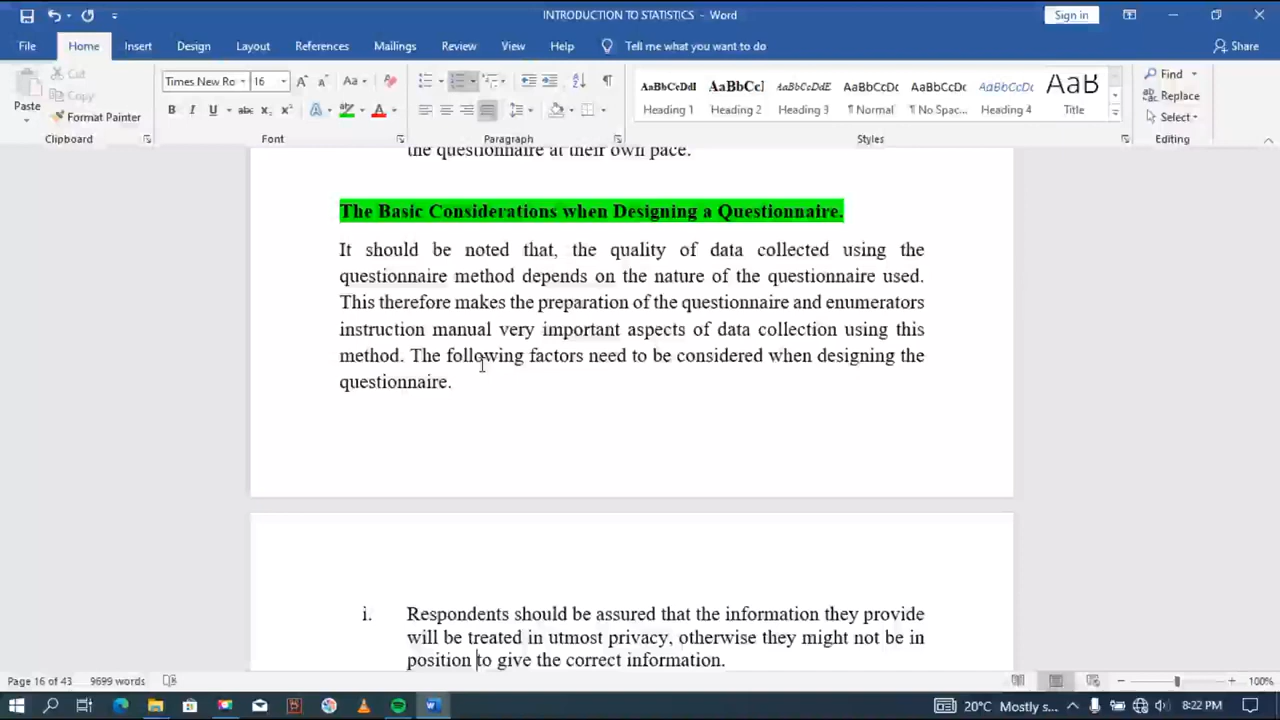 INTRODUCTION TO STATISTICS - Word
Sign in
File Home Insert Design Layout References Mailings Review View Help Tell me what you want to do Share
Paste
Cut
Copy
Format Painter
Clipboard
Times New Ro 16
Aa
B I U abc X₂ X²
Font
Paragraph
AaBbCcDdI AaBbCc] AaBbCcDdE AaBbCcDc AaBbCcDc AaBbCcDc AaB
Heading 1 Heading 2 Heading 3 ¶ Normal ¶ No Spac... Heading 4 Title
Styles
Find
Replace
Select
Editing
the questionnaire at their own pace.
The Basic Considerations when Designing a Questionnaire.
It should be noted that, the quality of data collected using the
questionnaire method depends on the nature of the questionnaire used.
This therefore makes the preparation of the questionnaire and enumerators
instruction manual very important aspects of data collection using this
method. The following factors need to be considered when designing the
questionnaire.
i. Respondents should be assured that the information they provide
will be treated in utmost privacy, otherwise they might not be in
position to give the correct information.
Page 16 of 43 9699 words
100%
20°C Mostly s... 8:22 PM